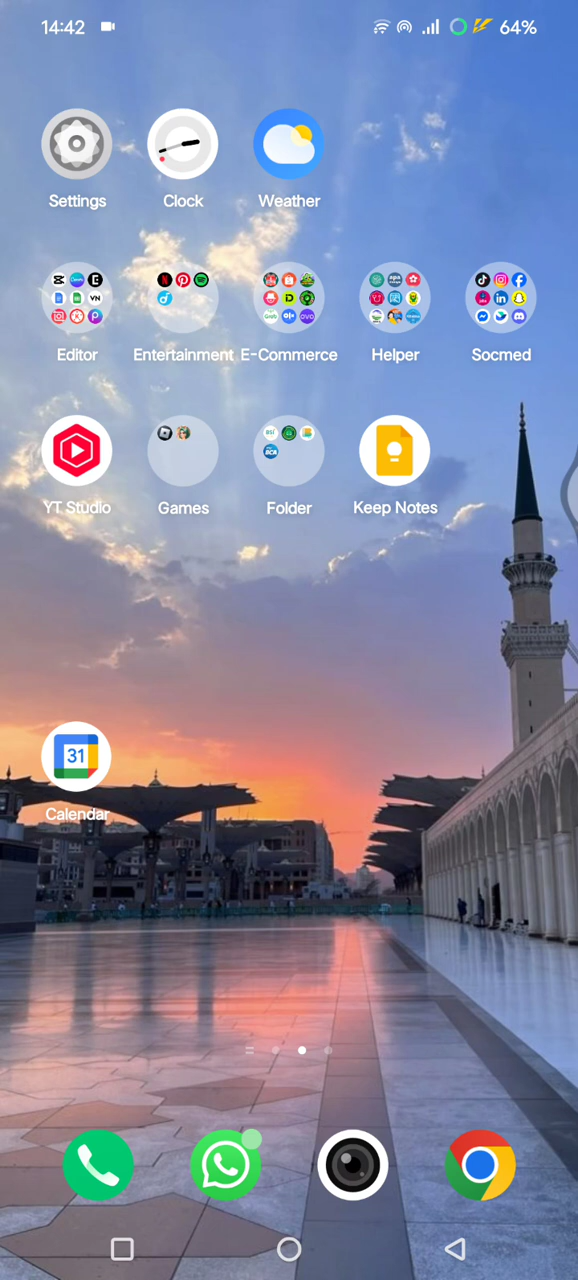 14:42
64%
Settings
Clock
Weather
Editor
Entertainment
E-Commerce
Helper
Socmed
YT Studio
Games
Folder
Keep Notes
31
Calendar